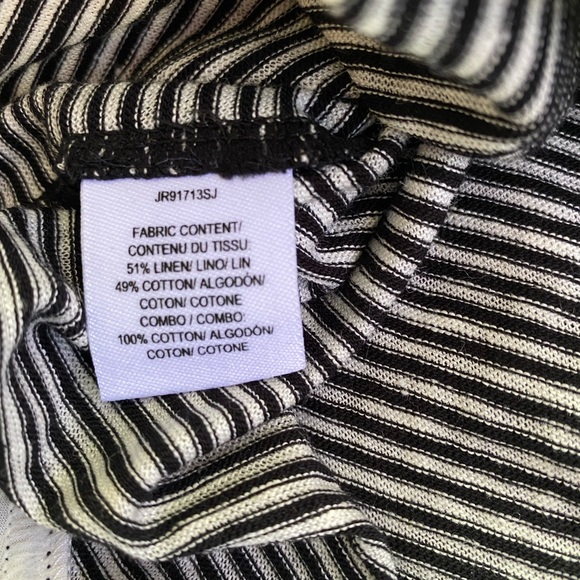 JR91713SJ
FABRIC CONTENT/
CONTENU DU TISSU:
51% LINEN/ LINO/ LIN
49% COTTON/ ALGODÓN/
COTON/ COTONE
COMBO / COMBO:
100% COTTON/ ALGODÓN/
COTON/ COTONE